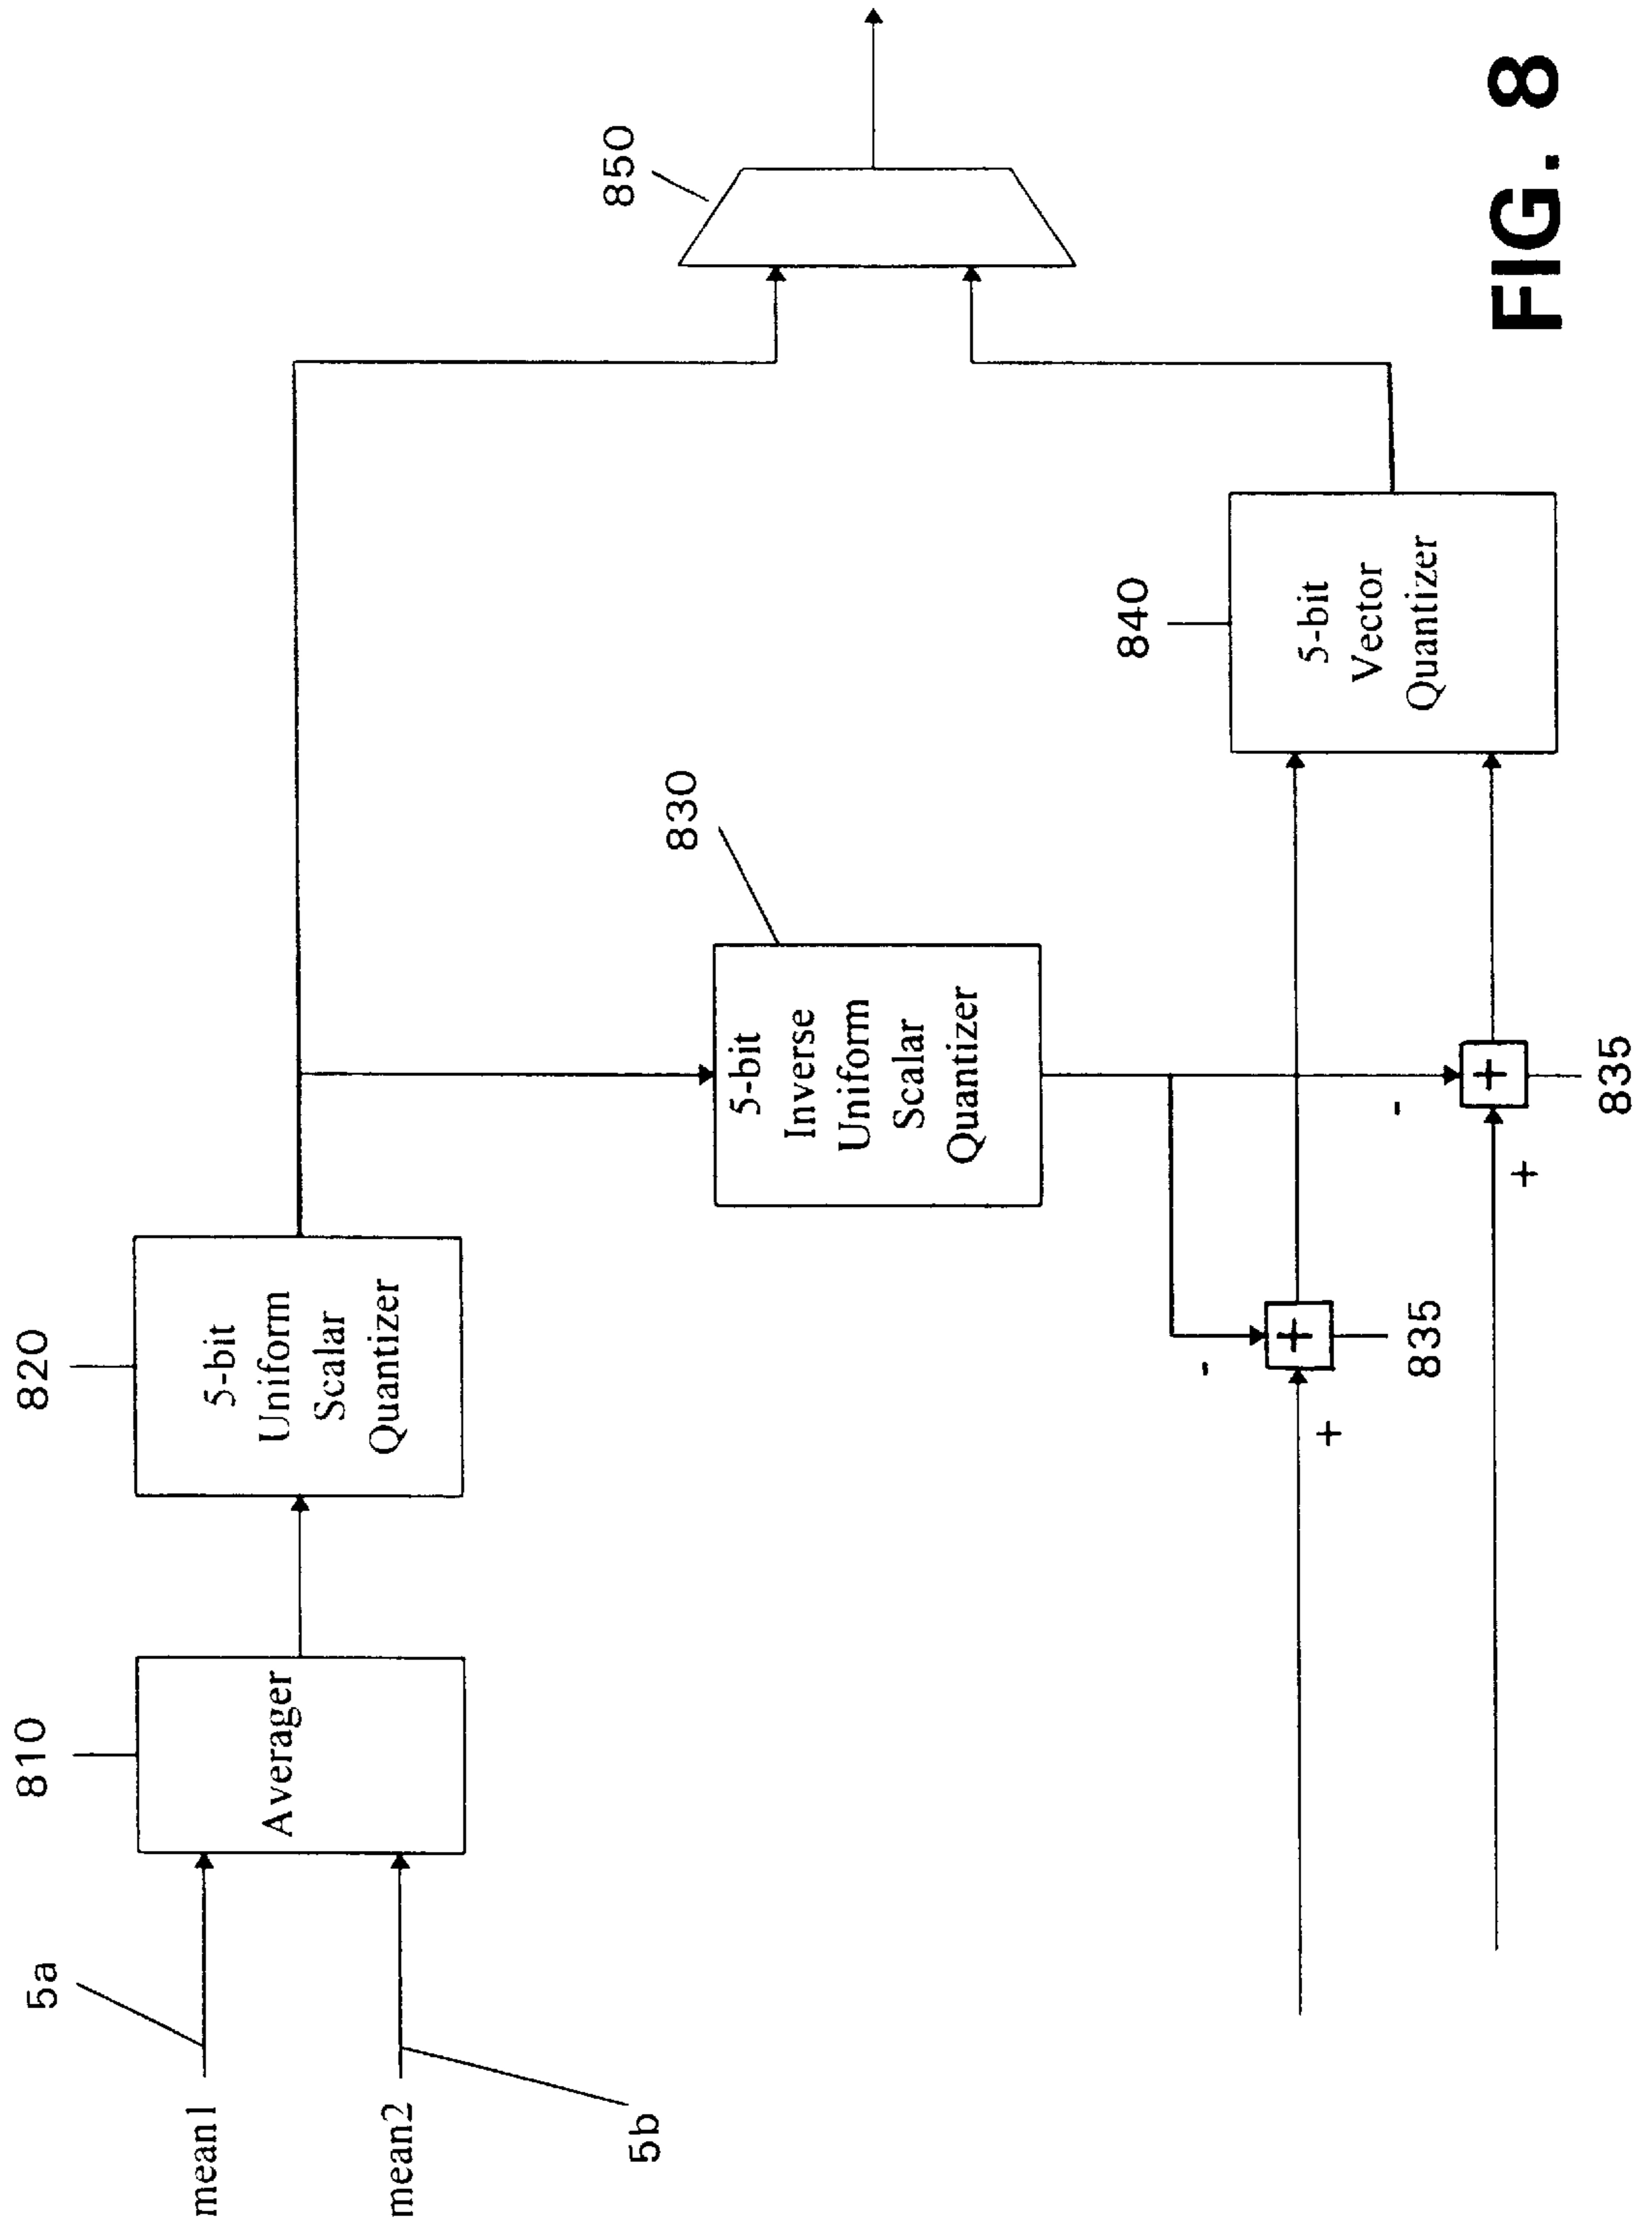 810
820
5a
mean1
mean2
5b
Averager
5-bit
Uniform
Scalar
Quantizer
850
830
5-bit
Inverse
Uniform
Scalar
Quantizer
840
5-bit
Vector
Quantizer
-
+
+
835
-
+
+
835
FIG. 8